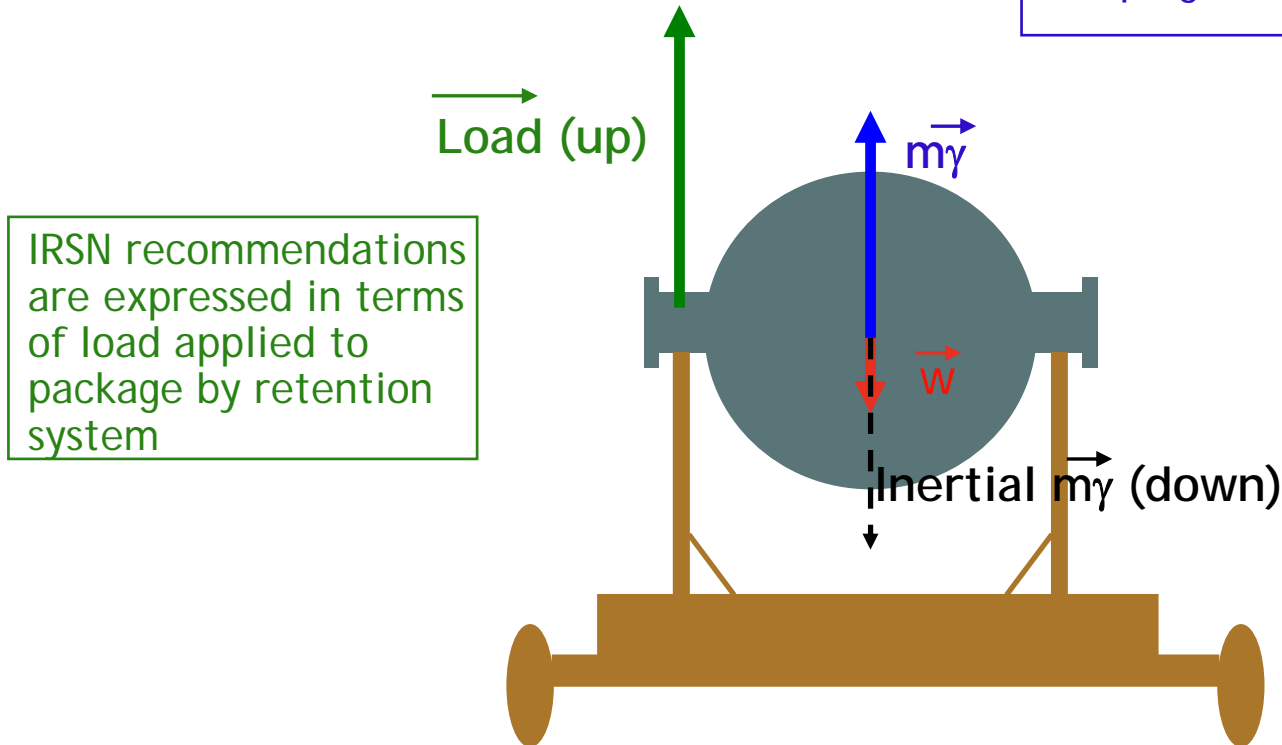 Load (up)
mγ
IRSN recommendations
are expressed in terms
of load applied to
package by retention
system
w
Inertial mγ (down)